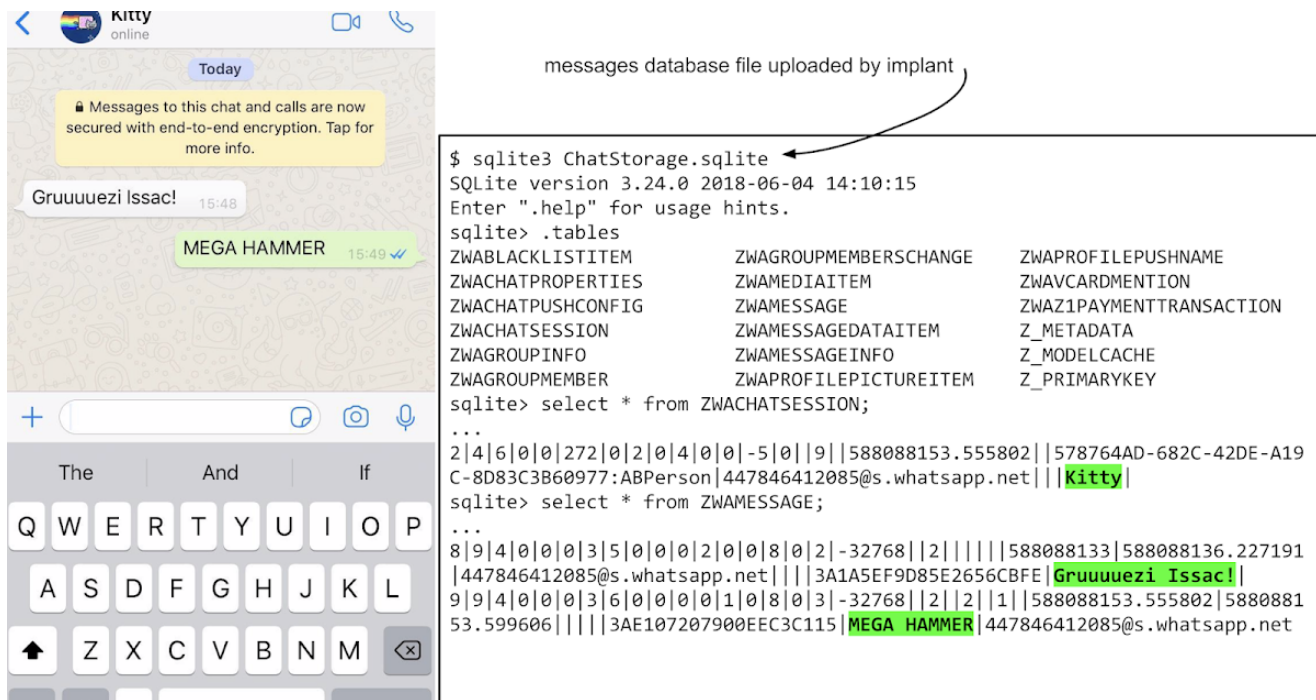 Kitty
online
Today
Messages to this chat and calls are now
secured with end-to-end encryption. Tap for
more info.
Gruuuuezi Issac! 15:48
MEGA HAMMER 15:49
The And If
Q W E R T Y U I O P
A S D F G H J K L
Z X C V B N M
messages database file uploaded by implant
$ sqlite3 ChatStorage.sqlite
SQLite version 3.24.0 2018-06-04 14:10:15
Enter ".help" for usage hints.
sqlite> .tables
ZWABLACKLISTITEM ZWAGROUPMEMBERSCHANGE ZWAPROFILEPUSHNAME
ZWACHATPROPERTIES ZWAMEDIAITEM ZWAVCARDMENTION
ZWACHATPUSHCONFIG ZWAMESSAGE ZWAZ1PAYMENTTRANSACTION
ZWACHATSESSION ZWAMESSAGEDATAITEM Z_METADATA
ZWAGROUPINFO ZWAMESSAGEINFO Z_MODELCACHE
ZWAGROUPMEMBER ZWAPROFILEPICTUREITEM Z_PRIMARYKEY
sqlite> select * from ZWACHATSESSION;
...
2|4|6|0|0|272|0|2|0|4|0|0|-5|0||9||588088153.555802||578764AD-682C-42DE-A19
C-8D83C3B60977:ABPerson|447846412085@s.whatsapp.net|||Kitty|
sqlite> select * from ZWAMESSAGE;
...
8|9|4|0|0|0|3|5|0|0|0|2|0|0|8|0|2|-32768||2||||||588088133|588088136.227191
|447846412085@s.whatsapp.net||||3A1A5EF9D85E2656CBFE|Gruuuuezi Issac!|
9|9|4|0|0|0|3|6|0|0|0|0|1|0|8|0|3|-32768||2||2||1||588088153.555802|5880881
53.599606|||||3AE107207900EEC3C115|MEGA HAMMER|447846412085@s.whatsapp.net